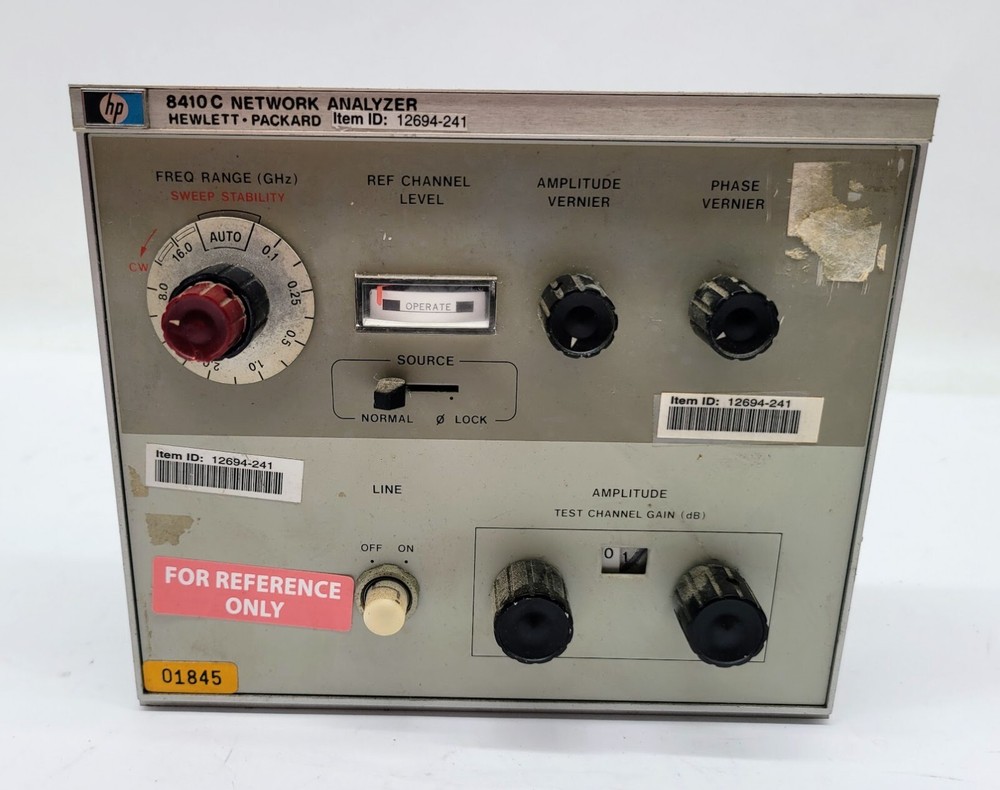 hp
8410C NETWORK ANALYZER
HEWLETT • PACKARD Item ID: 12694-241
FREQ RANGE (GHz)
SWEEP STABILITY
REF CHANNEL
LEVEL
AMPLITUDE
VERNIER
PHASE
VERNIER
CW
AUTO
0.1
0.25
0.5
1.0
2.0
8.0
16.0
OPERATE
SOURCE
NORMAL Ø LOCK
Item ID: 12694-241
Item ID: 12694-241
LINE
OFF ON
AMPLITUDE
TEST CHANNEL GAIN (dB)
0 1
FOR REFERENCE
ONLY
01845